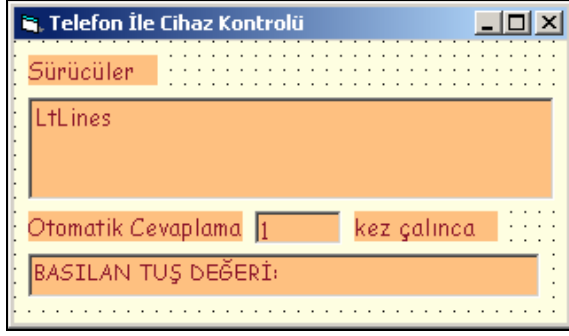 Telefon İle Cihaz Kontrolü
Sürücüler
LtLines
Otomatik Cevaplama 1 kez çalınca
BASILAN TUŞ DEĞERİ: